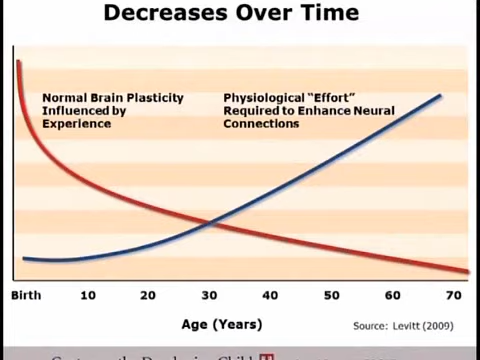 Decreases Over Time
Normal Brain Plasticity
Influenced by
Experience
Physiological “Effort”
Required to Enhance Neural
Connections
Birth 10 20 30 40 50 60 70
Age (Years)
Source: Levitt (2009)